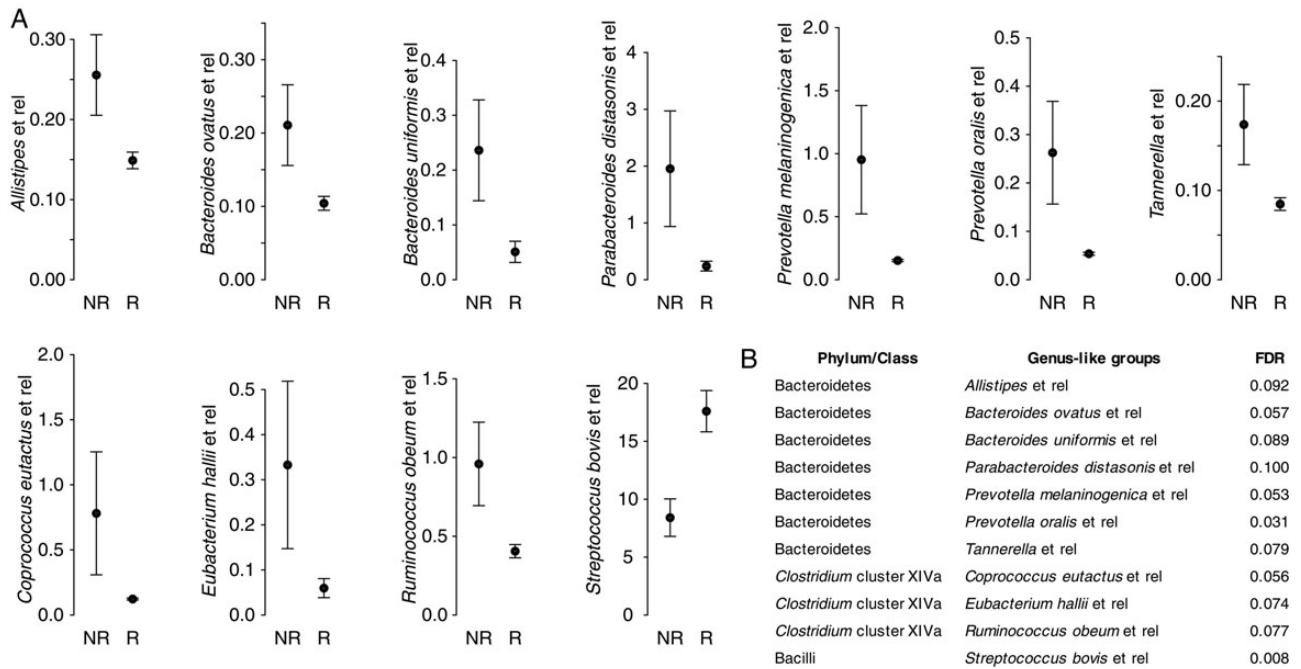 A
Allistipes et rel
0.30
0.20
0.10
0.00
NR R
Bacteroides ovatus et rel
0.30
0.20
0.10
0.00
NR R
Bacteroides uniformis et rel
0.4
0.3
0.2
0.1
0.0
NR R
Parabacteroides distasonis et rel
4
3
2
1
0
NR R
Prevotella melaninogenica et rel
2.0
1.5
1.0
0.5
0.0
NR R
Prevotella oralis et rel
0.5
0.4
0.3
0.2
0.1
0.0
NR R
Tannerella et rel
0.20
0.10
0.00
NR R
Coprococcus eutactus et rel
2.0
1.5
1.0
0.5
0.0
NR R
Eubacterium hallii et rel
0.5
0.4
0.3
0.2
0.1
0.0
NR R
Ruminococcus obeum et rel
1.5
1.0
0.5
0.0
NR R
Streptococcus bovis et rel
20
15
10
5
0
NR R
B
Phylum/Class Genus-like groups FDR
Bacteroidetes Allistipes et rel 0.092
Bacteroidetes Bacteroides ovatus et rel 0.057
Bacteroidetes Bacteroides uniformis et rel 0.089
Bacteroidetes Parabacteroides distasonis et rel 0.100
Bacteroidetes Prevotella melaninogenica et rel 0.053
Bacteroidetes Prevotella oralis et rel 0.031
Bacteroidetes Tannerella et rel 0.079
Clostridium cluster XIVa Coprococcus eutactus et rel 0.056
Clostridium cluster XIVa Eubacterium hallii et rel 0.074
Clostridium cluster XIVa Ruminococcus obeum et rel 0.077
Bacilli Streptococcus bovis et rel 0.008